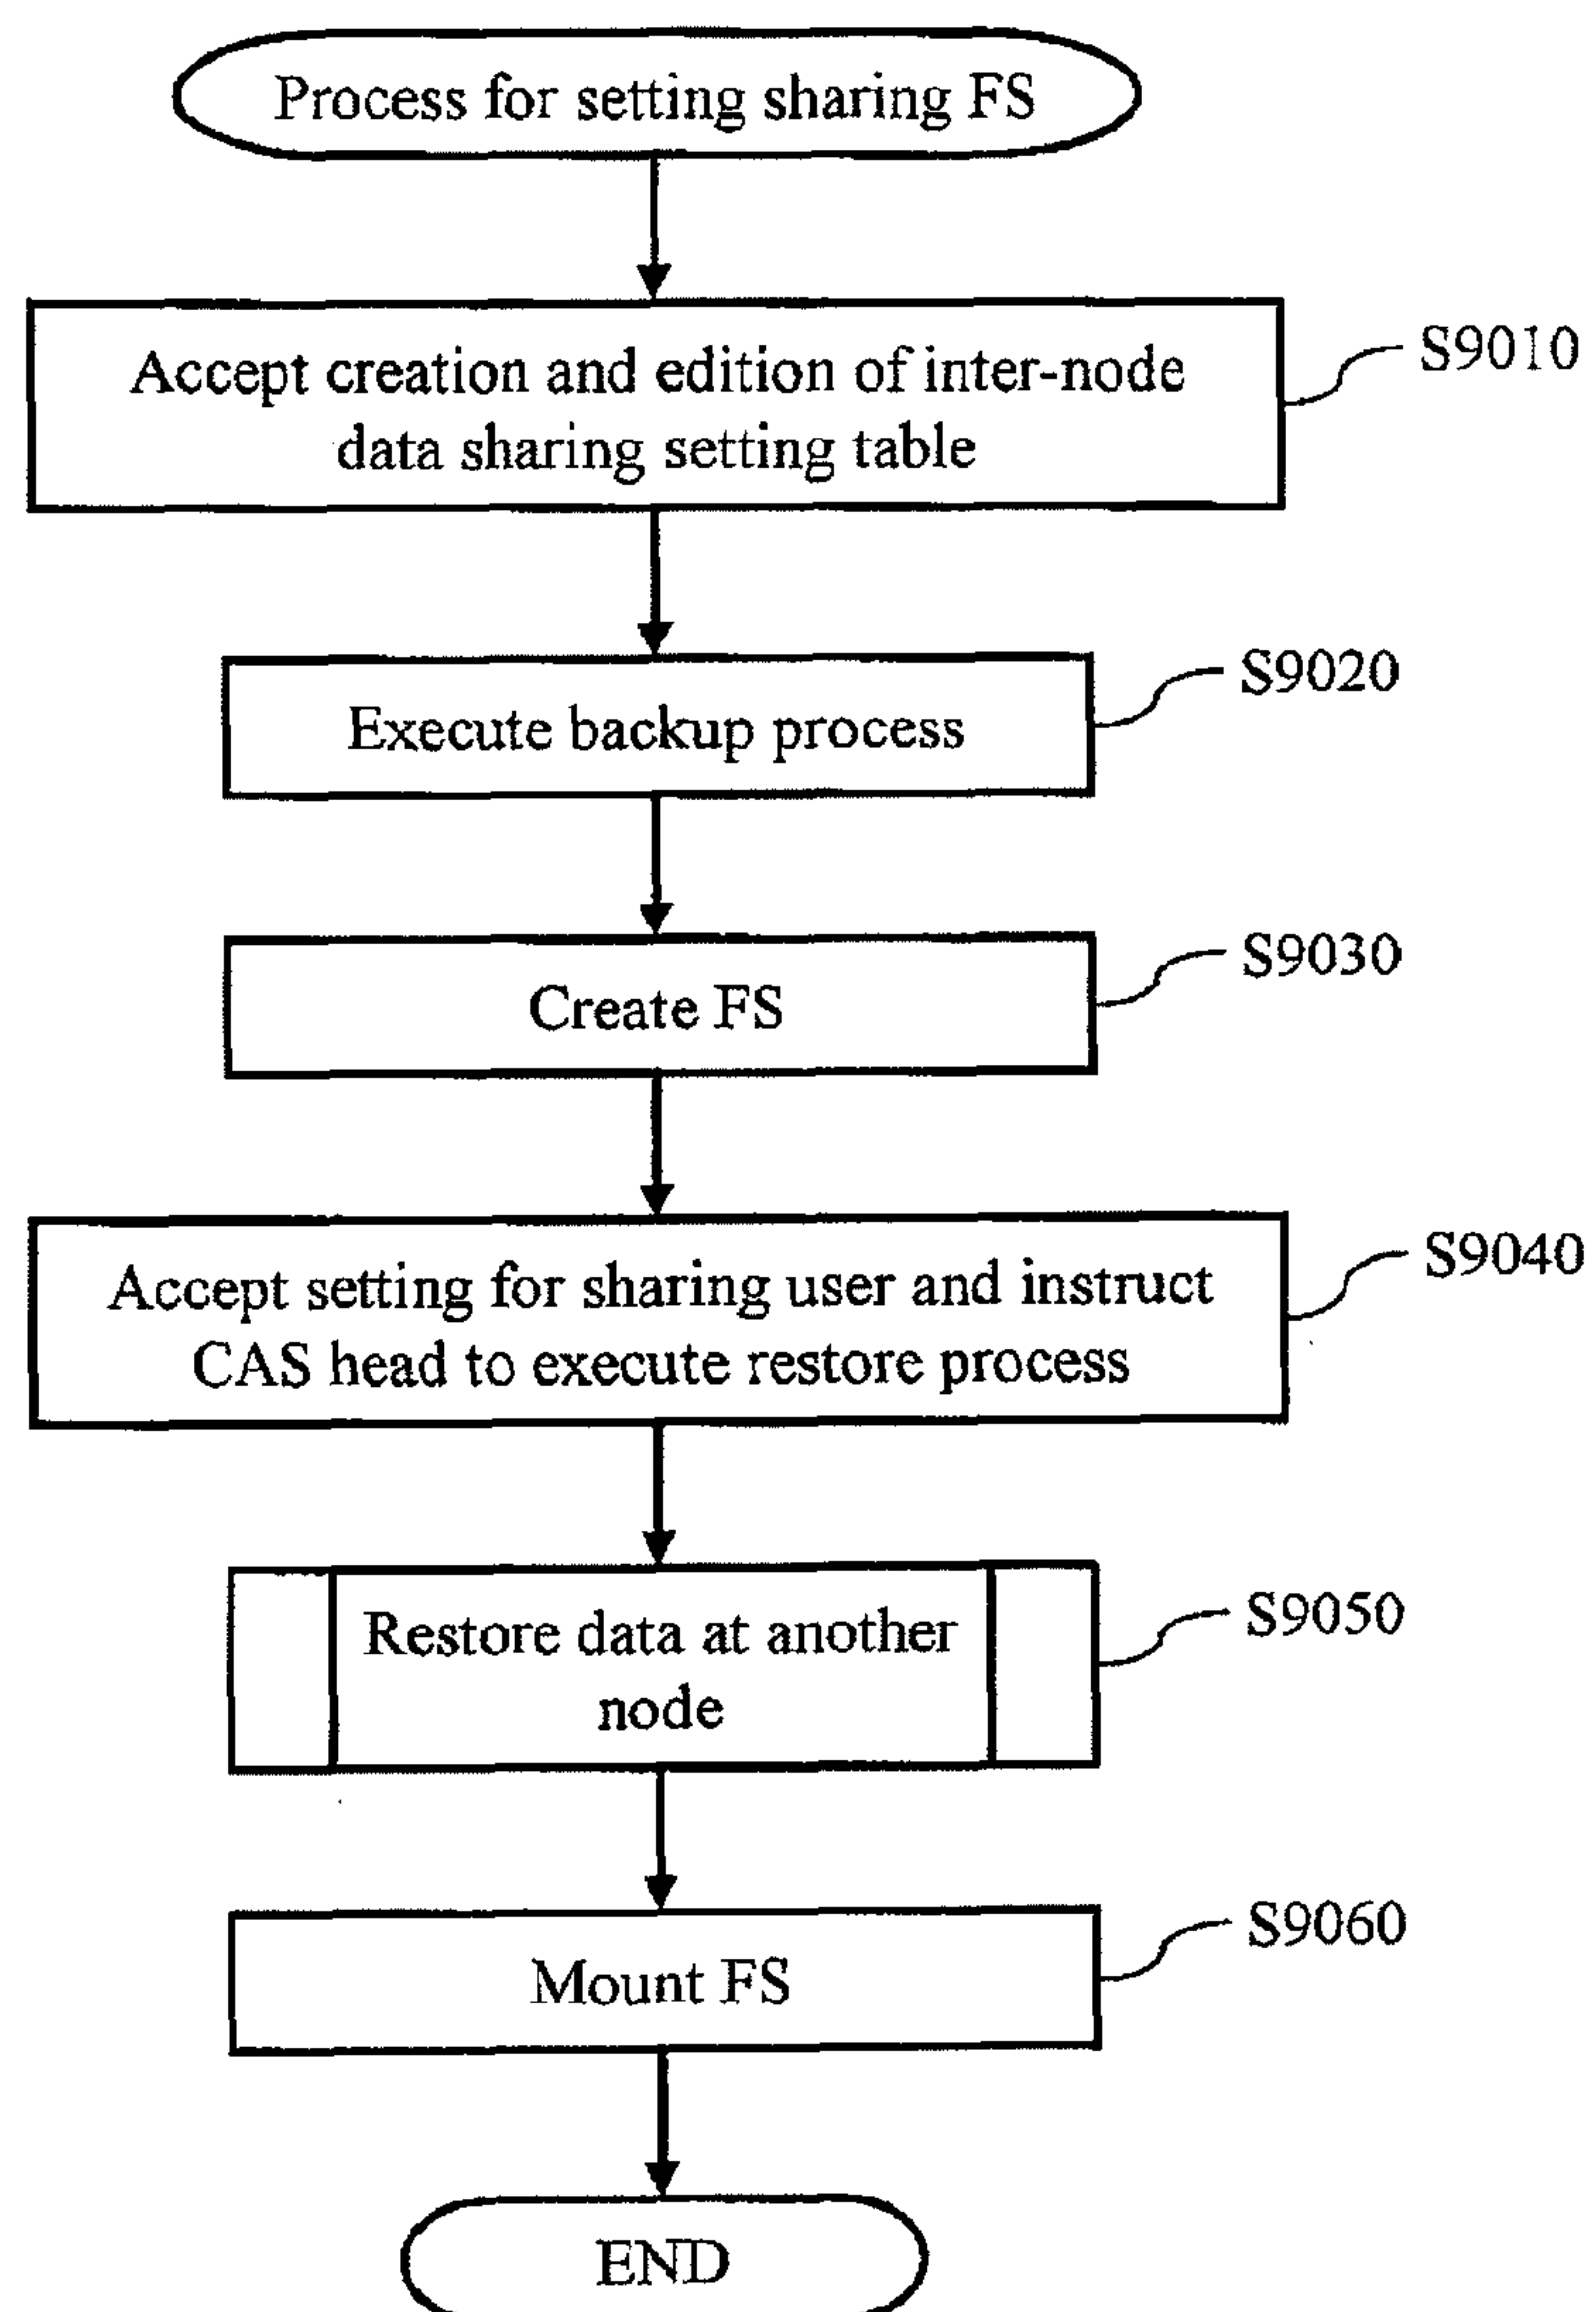 Process for setting sharing FS
Accept creation and edition of inter-node
data sharing setting table
S9010
Execute backup process
S9020
Create FS
S9030
Accept setting for sharing user and instruct
CAS head to execute restore process
S9040
Restore data at another
node
S9050
Mount FS
S9060
END